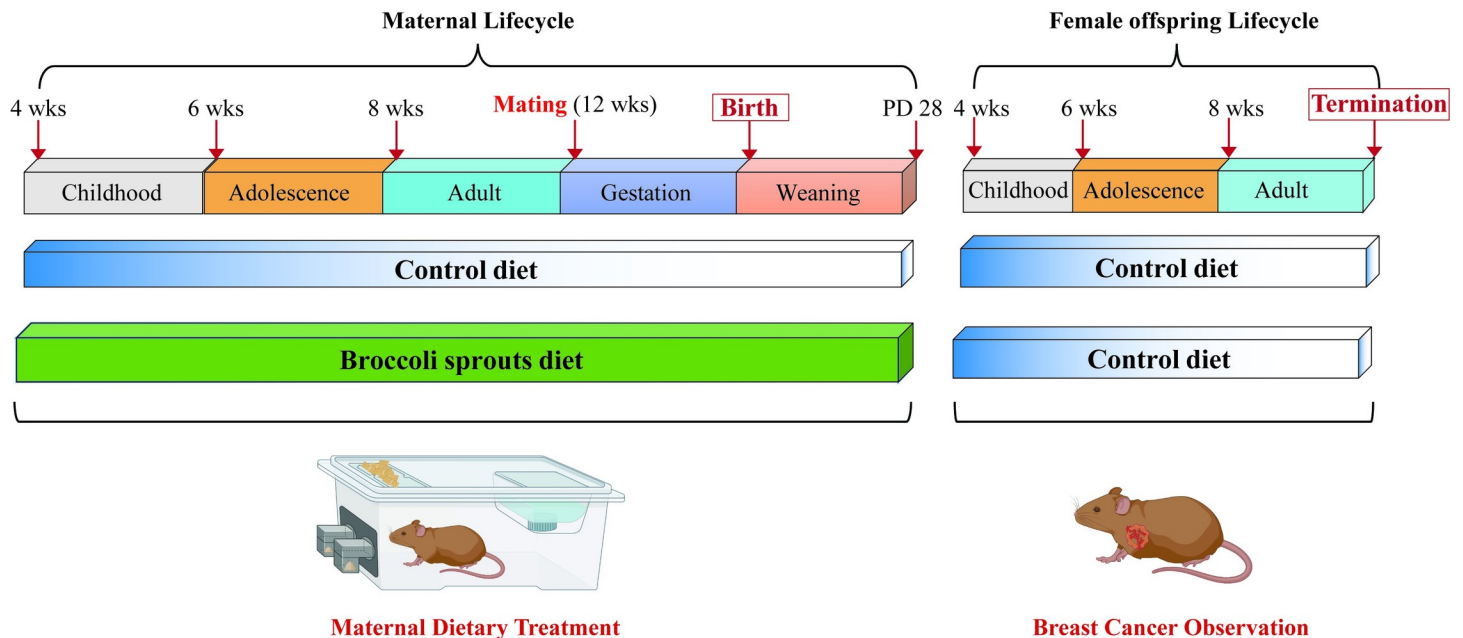 Maternal Lifecycle
Female offspring Lifecycle
4 wks
6 wks
8 wks
Mating (12 wks)
Birth
PD 28
4 wks
6 wks
8 wks
Termination
Childhood
Adolescence
Adult
Gestation
Weaning
Childhood
Adolescence
Adult
Control diet
Control diet
Broccoli sprouts diet
Control diet
Maternal Dietary Treatment
Breast Cancer Observation